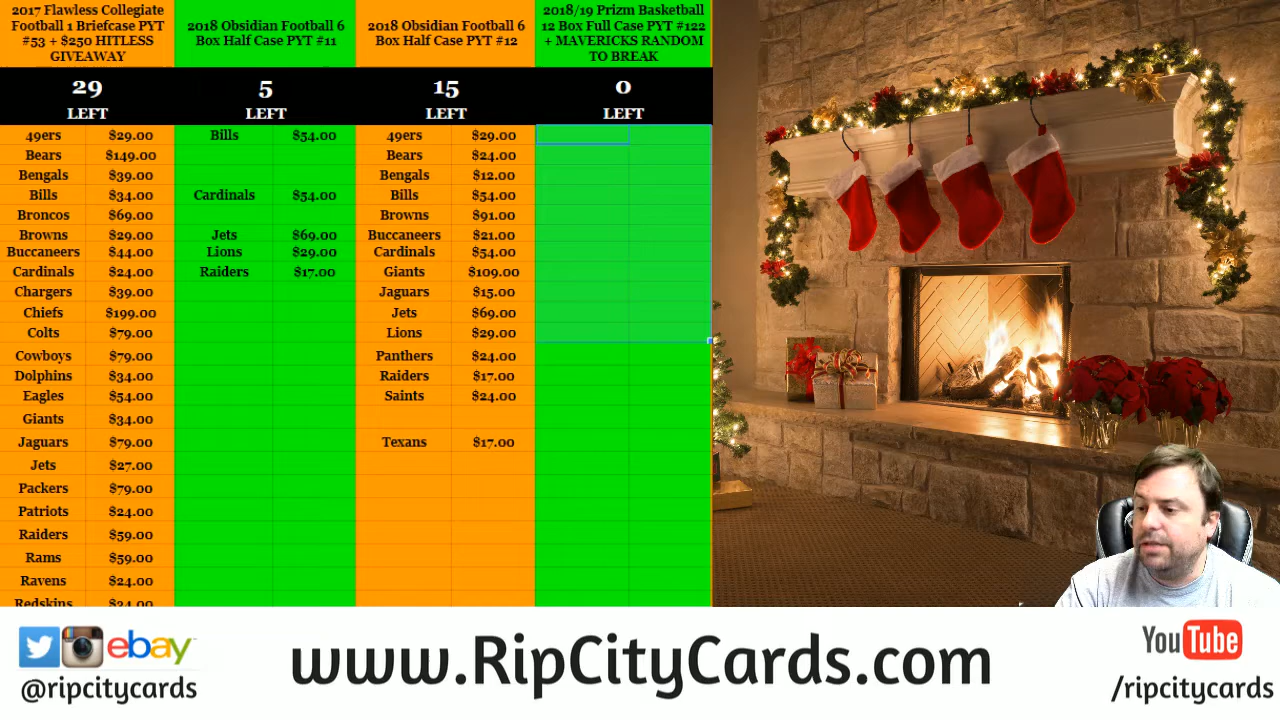 2017 Flawless Collegiate
Football 1 Briefcase PYT
#53 + $250 HITLESS
GIVEAWAY
29
LEFT
49ers $29.00
Bears $149.00
Bengals $39.00
Bills $34.00
Broncos $69.00
Browns $29.00
Buccaneers $44.00
Cardinals $24.00
Chargers $39.00
Chiefs $199.00
Colts $79.00
Cowboys $79.00
Dolphins $34.00
Eagles $54.00
Giants $34.00
Jaguars $79.00
Jets $27.00
Packers $79.00
Patriots $24.00
Raiders $59.00
Rams $59.00
Ravens $24.00
Redskins $34.00
2018 Obsidian Football 6
Box Half Case PYT #11
5
LEFT
Bills $54.00
Cardinals $54.00
Jets $69.00
Lions $29.00
Raiders $17.00
2018 Obsidian Football 6
Box Half Case PYT #12
15
LEFT
49ers $29.00
Bears $24.00
Bengals $12.00
Bills $54.00
Browns $91.00
Buccaneers $21.00
Cardinals $54.00
Giants $109.00
Jaguars $15.00
Jets $69.00
Lions $29.00
Panthers $24.00
Raiders $17.00
Saints $24.00
Texans $17.00
2018/19 Prizm Basketball
12 Box Full Case PYT #122
+ MAVERICKS RANDOM
TO BREAK
0
LEFT
ebay
@ripcitycards
www.RipCityCards.com
YouTube
/ripcitycards